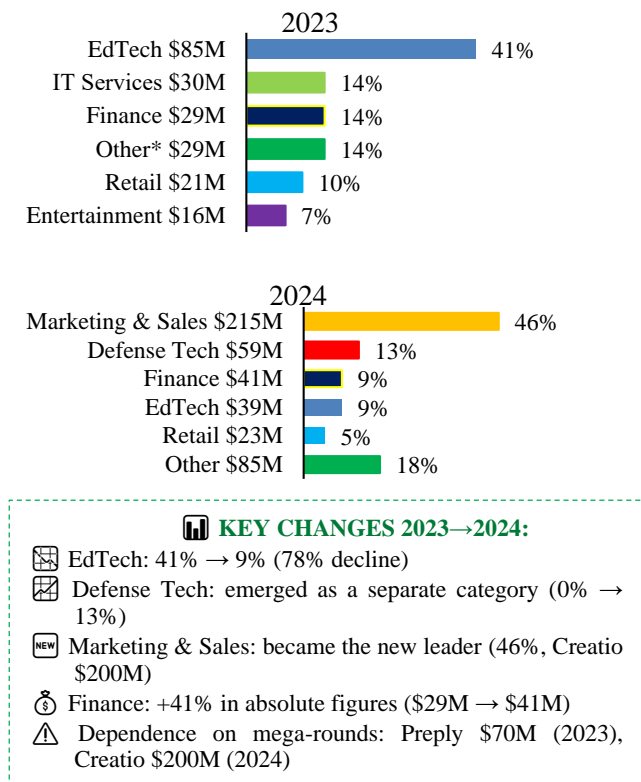 2023
EdTech $85M 41%
IT Services $30M 14%
Finance $29M 14%
Other* $29M 14%
Retail $21M 10%
Entertainment $16M 7%
2024
Marketing & Sales $215M 46%
Defense Tech $59M 13%
Finance $41M 9%
EdTech $39M 9%
Retail $23M 5%
Other $85M 18%
KEY CHANGES 2023→2024:
EdTech: 41% → 9% (78% decline)
Defense Tech: emerged as a separate category (0% →
13%)
NEW Marketing & Sales: became the new leader (46%, Creatio
$200M)
Finance: +41% in absolute figures ($29M → $41M)
Dependence on mega-rounds: Preply $70M (2023),
Creatio $200M (2024)